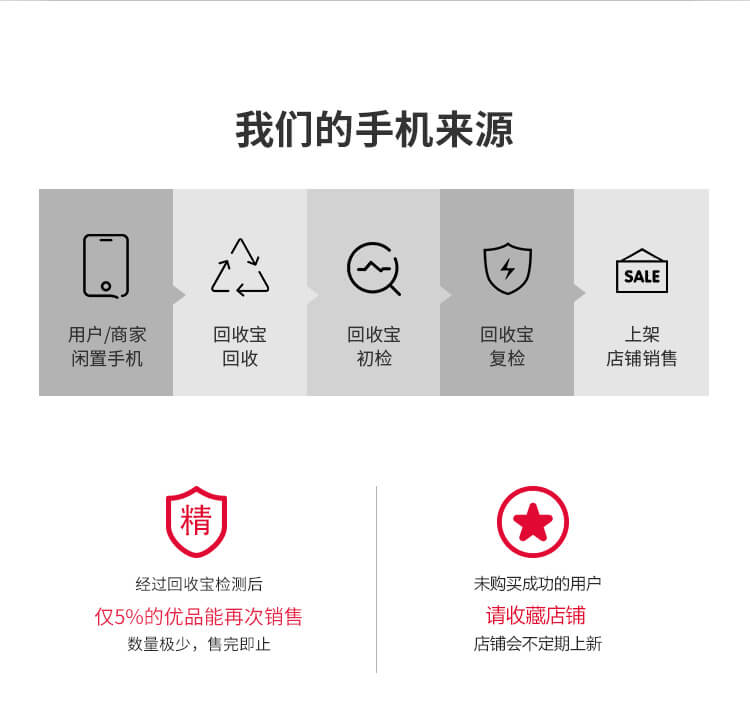 我们的手机来源
SALE
用户/商家
闲置手机
回收宝
回收
回收宝
初检
回收宝
复检
上架
店铺销售
精
经过回收宝检测后
仅5%的优品能再次销售
数量极少，售完即止
未购买成功的用户
请收藏店铺
店铺会不定期上新